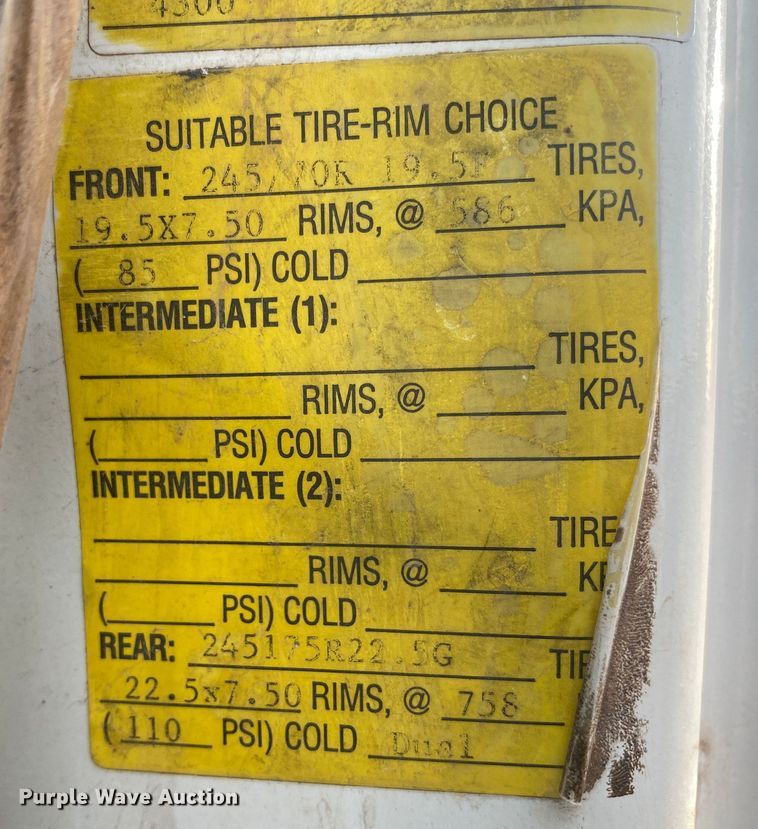 4300
SUITABLE TIRE-RIM CHOICE
FRONT: 245/70R 19.5F TIRES,
19.5X7.50 RIMS, @ 586 KPA,
( 85 PSI) COLD
INTERMEDIATE (1):
TIRES,
RIMS, @ KPA,
( PSI) COLD
INTERMEDIATE (2):
TIRE
RIMS, @ K
( PSI) COLD
REAR: 245175R22.5G TI
22.5x7.50 RIMS, @ 758
( 110 PSI) COLD Dual
Purple Wave Auction